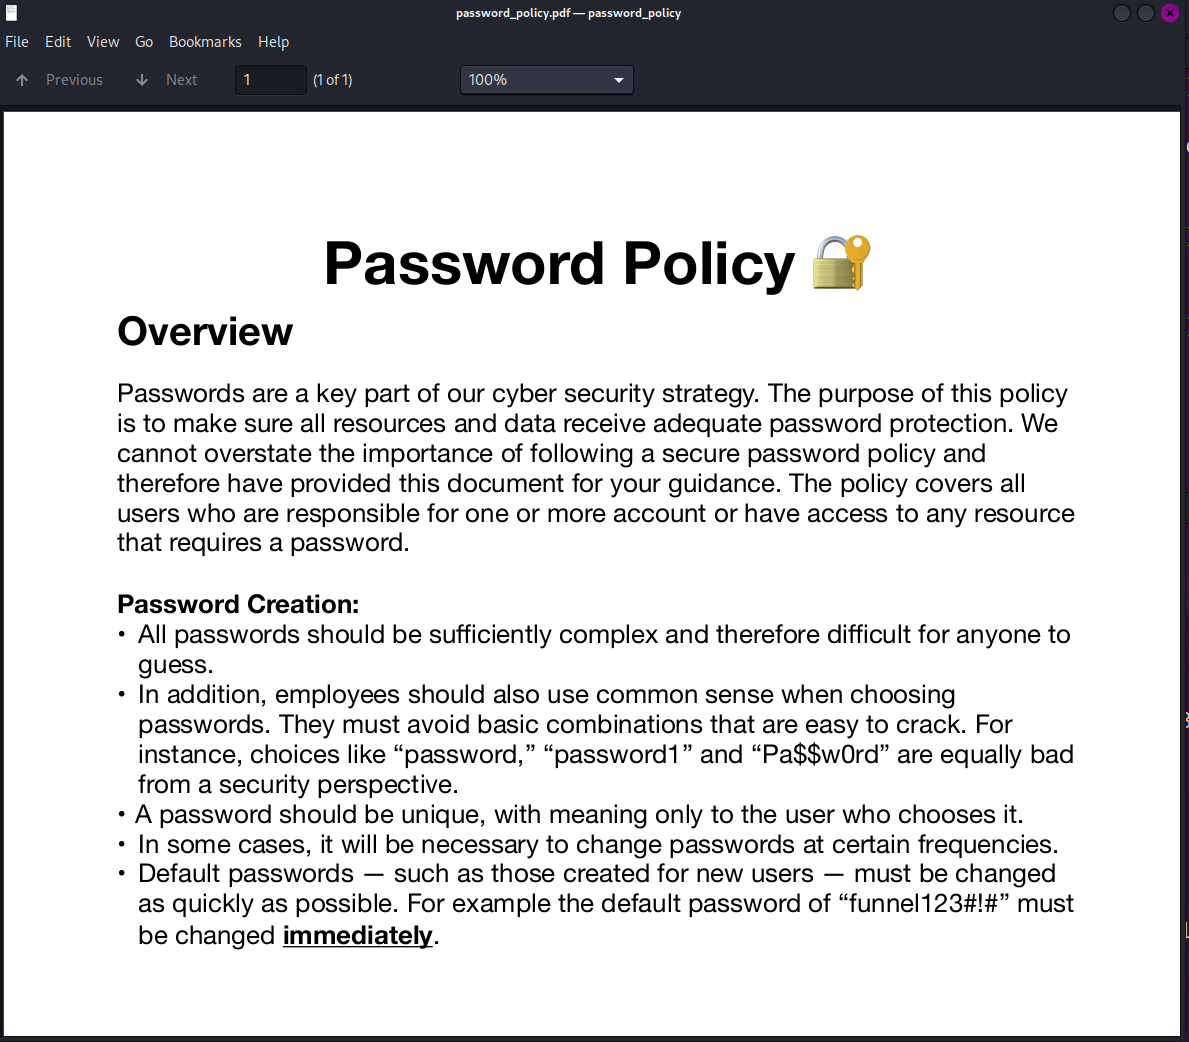 password_policy.pdf — password_policy
File Edit View Go Bookmarks Help
Previous Next 1 (1 of 1) 100%
Password Policy 🔐
Overview
Passwords are a key part of our cyber security strategy. The purpose of this policy
is to make sure all resources and data receive adequate password protection. We
cannot overstate the importance of following a secure password policy and
therefore have provided this document for your guidance. The policy covers all
users who are responsible for one or more account or have access to any resource
that requires a password.
Password Creation:
• All passwords should be sufficiently complex and therefore difficult for anyone to
guess.
• In addition, employees should also use common sense when choosing
passwords. They must avoid basic combinations that are easy to crack. For
instance, choices like “password,” “password1” and “Pa$$w0rd” are equally bad
from a security perspective.
• A password should be unique, with meaning only to the user who chooses it.
• In some cases, it will be necessary to change passwords at certain frequencies.
• Default passwords — such as those created for new users — must be changed
as quickly as possible. For example the default password of “funnel123#!#” must
be changed immediately.